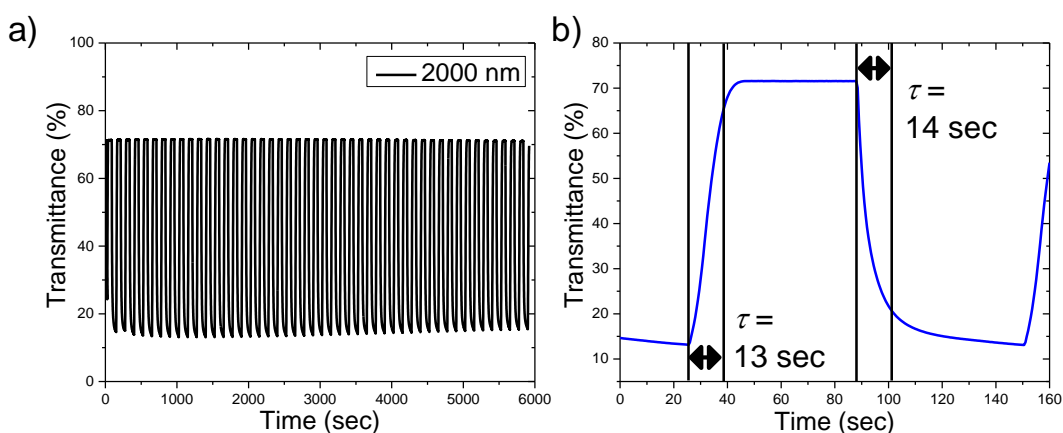 a)
100
80
60
40
20
0
Transmittance (%)
2000 nm
0 1000 2000 3000 4000 5000 6000
Time (sec)
b)
80
70
60
50
40
30
20
10
Transmittance (%)
τ =
14 sec
τ =
13 sec
0 20 40 60 80 100 120 140 160
Time (sec)